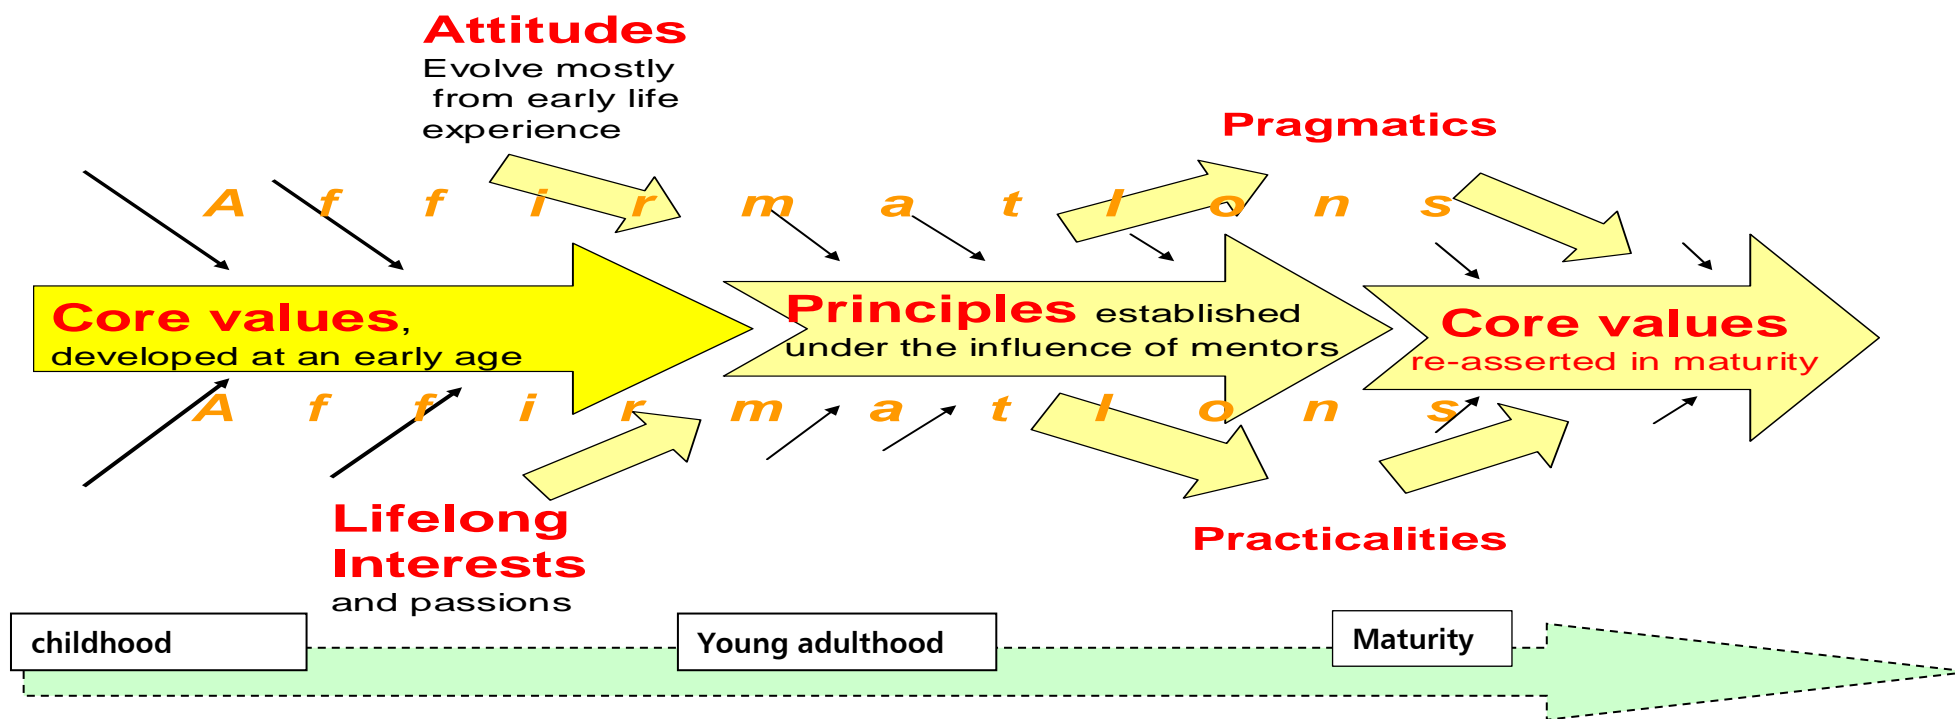 Attitudes
Evolve mostly
from early life
experience
Pragmatics
A f f i r m a t I o n s
Core values,
developed at an early age
Principles established
under the influence of mentors
Core values
re-asserted in maturity
A f f i r m a t I o n s
Lifelong
Interests
and passions
Practicalities
childhood
Young adulthood
Maturity